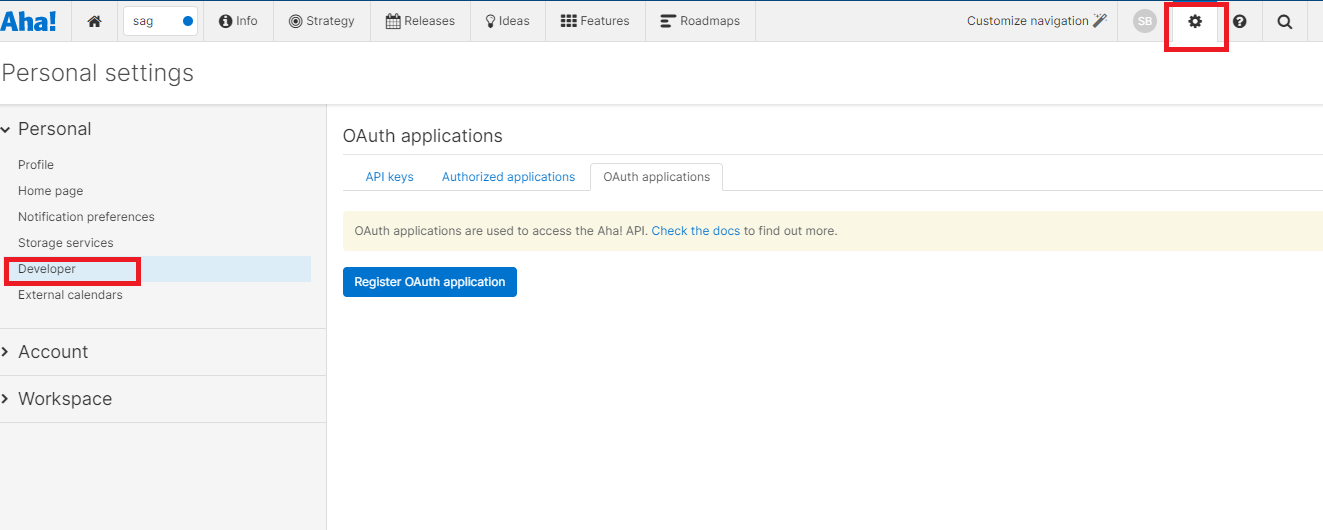 Aha! sag Info Strategy Releases Ideas Features Roadmaps Customize navigation SB
Personal settings
Personal
Profile
Home page
Notification preferences
Storage services
Developer
External calendars
Account
Workspace
OAuth applications
API keys Authorized applications OAuth applications
OAuth applications are used to access the Aha! API. Check the docs to find out more.
Register OAuth application